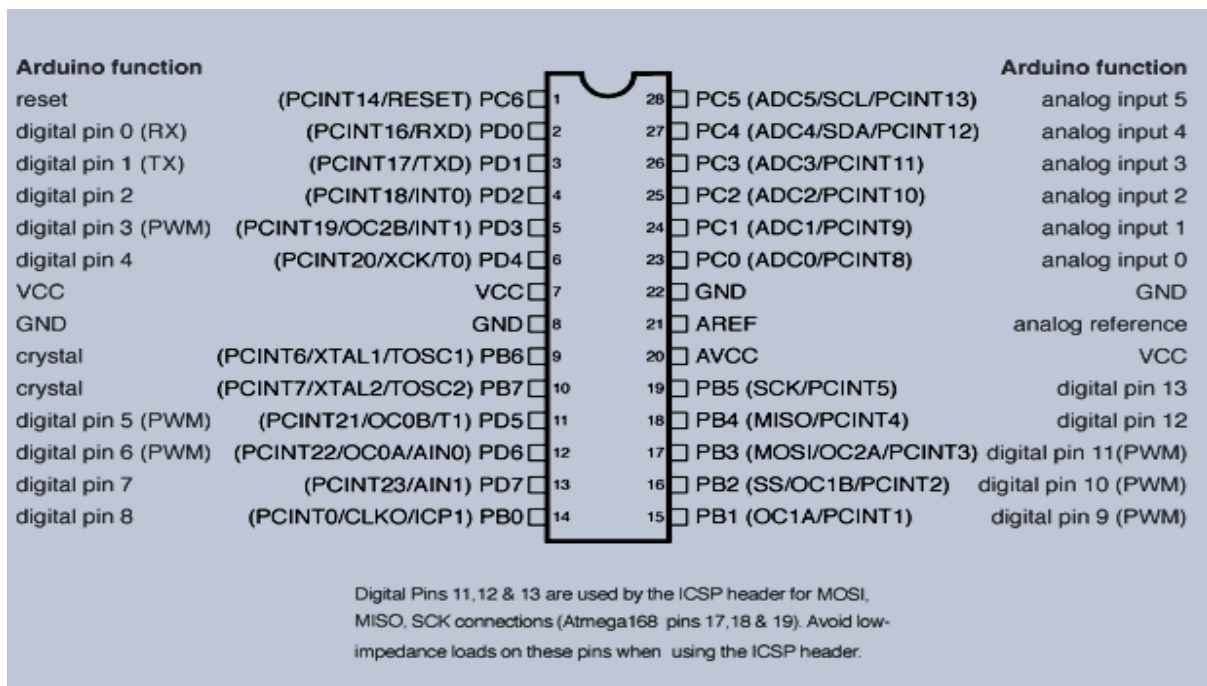 Arduino function Arduino function
reset (PCINT14/RESET) PC6 1 28 PC5 (ADC5/SCL/PCINT13) analog input 5
digital pin 0 (RX) (PCINT16/RXD) PD0 2 27 PC4 (ADC4/SDA/PCINT12) analog input 4
digital pin 1 (TX) (PCINT17/TXD) PD1 3 26 PC3 (ADC3/PCINT11) analog input 3
digital pin 2 (PCINT18/INT0) PD2 4 25 PC2 (ADC2/PCINT10) analog input 2
digital pin 3 (PWM) (PCINT19/OC2B/INT1) PD3 5 24 PC1 (ADC1/PCINT9) analog input 1
digital pin 4 (PCINT20/XCK/T0) PD4 6 23 PC0 (ADC0/PCINT8) analog input 0
VCC VCC 7 22 GND GND
GND GND 8 21 AREF analog reference
crystal (PCINT6/XTAL1/TOSC1) PB6 9 20 AVCC VCC
crystal (PCINT7/XTAL2/TOSC2) PB7 10 19 PB5 (SCK/PCINT5) digital pin 13
digital pin 5 (PWM) (PCINT21/OC0B/T1) PD5 11 18 PB4 (MISO/PCINT4) digital pin 12
digital pin 6 (PWM) (PCINT22/OC0A/AIN0) PD6 12 17 PB3 (MOSI/OC2A/PCINT3) digital pin 11(PWM)
digital pin 7 (PCINT23/AIN1) PD7 13 16 PB2 (SS/OC1B/PCINT2) digital pin 10 (PWM)
digital pin 8 (PCINT0/CLKO/ICP1) PB0 14 15 PB1 (OC1A/PCINT1) digital pin 9 (PWM)
Digital Pins 11,12 & 13 are used by the ICSP header for MOSI,
MISO, SCK connections (Atmega168 pins 17,18 & 19). Avoid low-
impedance loads on these pins when using the ICSP header.